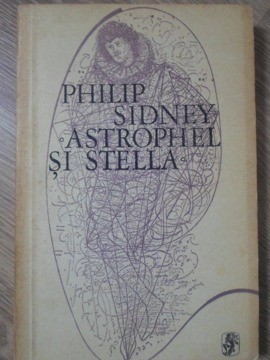 PHILIP
SIDNEY
ASTROPHEL
ȘI STELLA